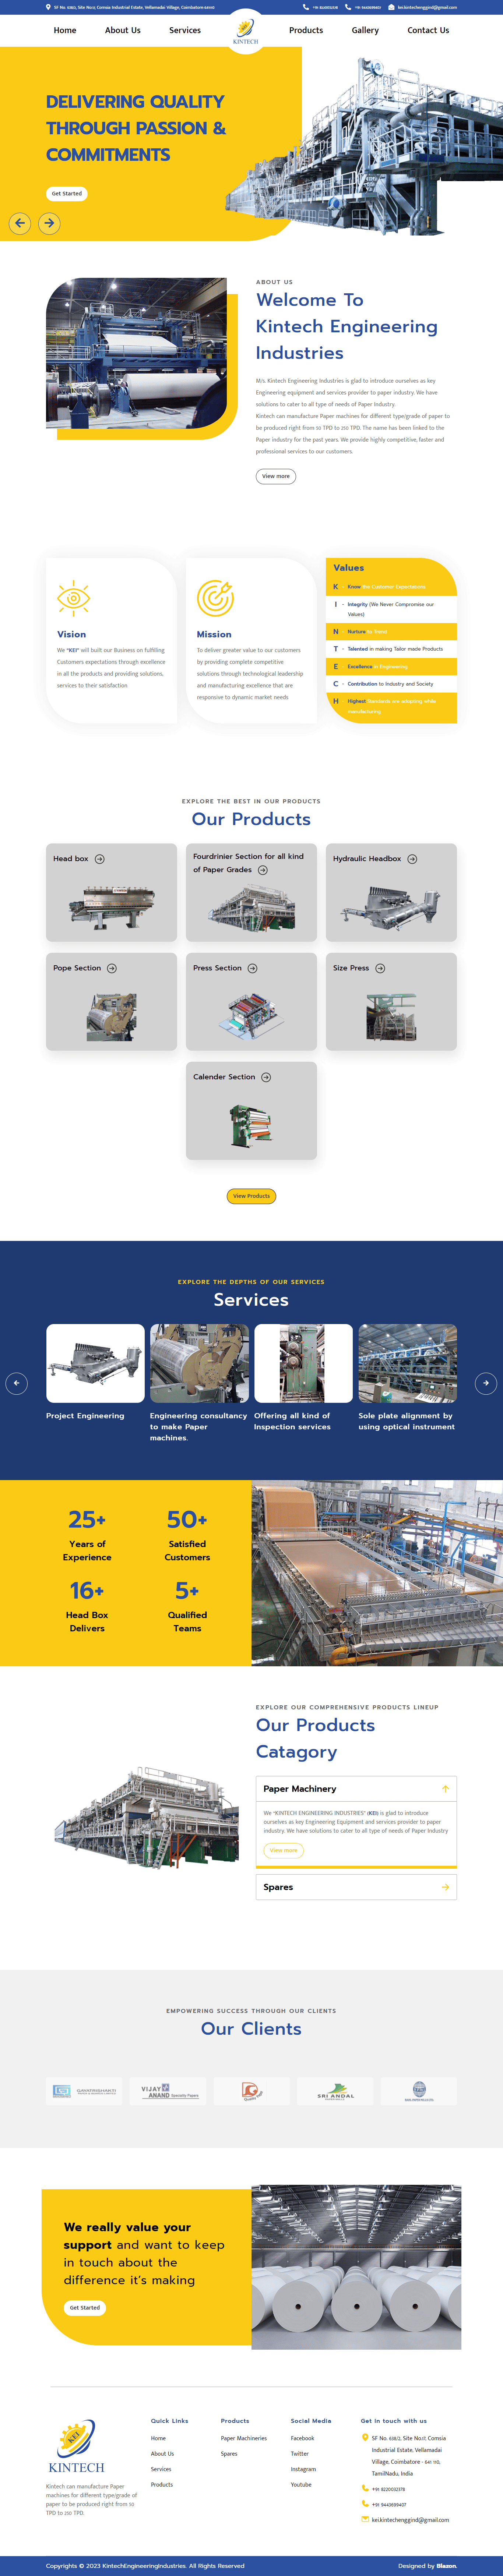 SF No. 538/2, Site No:17, Comsia Industrial Estate, Vellamadai Village, Coimbatore-641110
+91 8220032378
+91 9443699407
kei.kintechenggind@gmail.com
Home
About Us
Services
KINTECH
Products
Gallery
Contact Us
DELIVERING QUALITY
THROUGH PASSION &
COMMITMENTS
Get Started
ABOUT US
Welcome To
Kintech Engineering
Industries
M/s. Kintech Engineering Industries is glad to introduce ourselves as key
Engineering equipment and services provider to paper industry. We have
solutions to cater to all type of needs of Paper Industry.
Kintech can manufacture Paper machines for different type/grade of paper to
be produced right from 10 TPD to 250 TPD. The name has been linked to the
Paper industry for the past years. We provide highly competitive, faster and
professional services to our customers.
View more
Vision
We "KEI" will built our Business on fulfilling
Customers expectations through excellence
in all the products and providing solutions,
services to their satisfaction
Mission
To deliver greater value to our customers
by providing complete competitive
solutions through technological leadership
and manufacturing excellence that are
responsive to dynamic market needs
Values
K - Know the Customer Expectations
I - Integrity (We Never Compromise our
Values)
N - Nurture to Trend
T - Talented in making Tailor made Products
E - Excellence in Engineering
C - Contribution to Industry and Society
H - Highest Standards are adopting while
manufacturing
EXPLORE THE BEST IN OUR PRODUCTS
Our Products
Head box
Fourdrinier Section for all kind
of Paper Grades
Hydraulic Headbox
Pope Section
Press Section
Size Press
Calender Section
View Products
EXPLORE THE DEPTHS OF OUR SERVICES
Services
Project Engineering
Engineering consultancy
to make Paper
machines.
Offering all kind of
Inspection services
Sole plate alignment by
using optical instrument
25+
Years of
Experience
50+
Satisfied
Customers
16+
Head Box
Delivers
5+
Qualified
Teams
EXPLORE OUR COMPREHENSIVE PRODUCTS LINEUP
Our Products
Catagory
Paper Machinery
We "KINTECH ENGINEERING INDUSTRIES" (KEI) is glad to introduce
ourselves as key Engineering Equipment and services provider to paper
industry. We have solutions to cater to all type of needs of Paper Industry
View more
Spares
EMPOWERING SUCCESS THROUGH OUR CLIENTS
Our Clients
VIJAY
ANAND Specialty Papers
SRI ANDAL
We really value your
support and want to keep
in touch about the
difference it's making
Get Started
KEI
KINTECH
Kintech can manufacture Paper
machines for different type/grade of
paper to be produced right from 10
TPD to 250 TPD.
Quick Links
Home
About Us
Services
Products
Products
Paper Machineries
Spares
Social Media
Facebook
Twitter
Instagram
Youtube
Get in touch with us
SF No. 538/2, Site No.17, Comsia
Industrial Estate, Vellamadai
Village, Coimbatore - 641 110,
TamilNadu, India
+91 8220032378
+91 9443699407
kei.kintechenggind@gmail.com
Copyrights © 2023 KintechEngineeringIndustries. All Rights Reserved
Designed by Blazon.